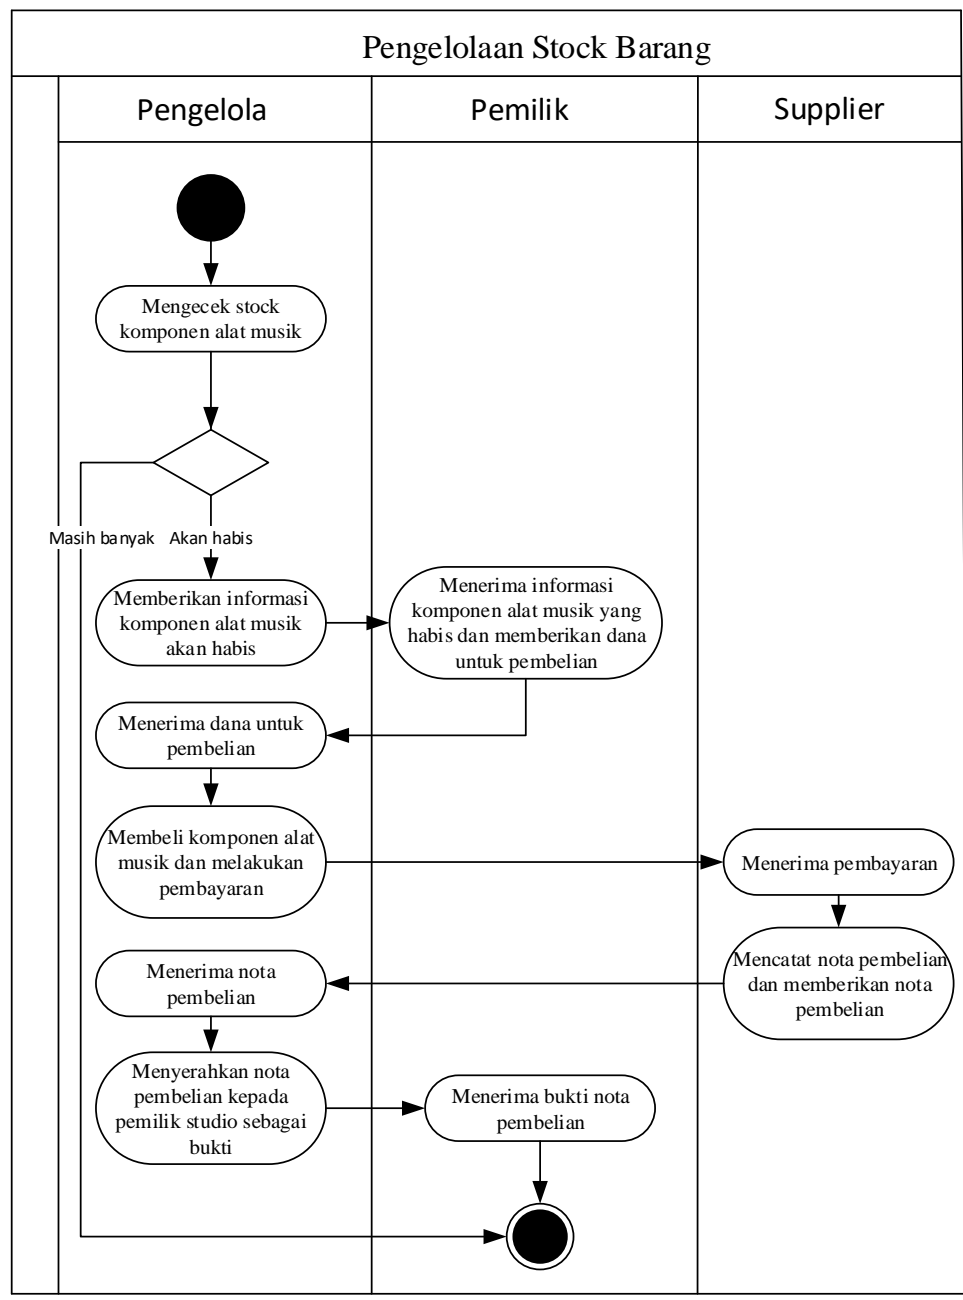 Pengelolaan Stock Barang
Pengelola
Pemilik
Supplier
Mengecek stock
komponen alat musik
Masih banyak
Akan habis
Memberikan informasi
komponen alat musik
akan habis
Menerima informasi
komponen alat musik yang
habis dan memberikan dana
untuk pembelian
Menerima dana untuk
pembelian
Membeli komponen alat
musik dan melakukan
pembayaran
Menerima pembayaran
Mencatat nota pembelian
dan memberikan nota
pembelian
Menerima nota
pembelian
Menyerahkan nota
pembelian kepada
pemilik studio sebagai
bukti
Menerima bukti nota
pembelian